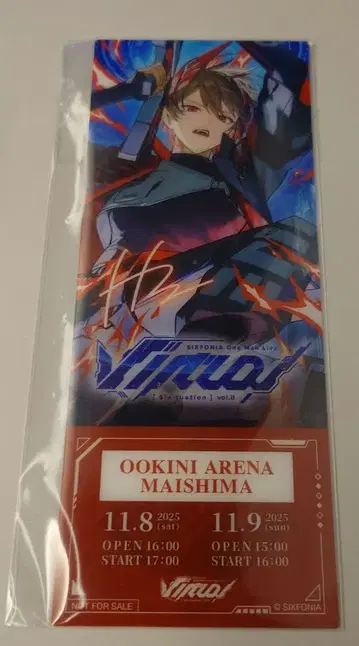 SIXFONIA One Man Live
[ Six-tuation ] vol.II
OOKINI ARENA
MAISHIMA
11.8 2025 (sat)
11.9 2025 (sun)
OPEN 16:00
OPEN 15:00
START 17:00
START 16:00
NOT FOR SALE
© SIXFONIA